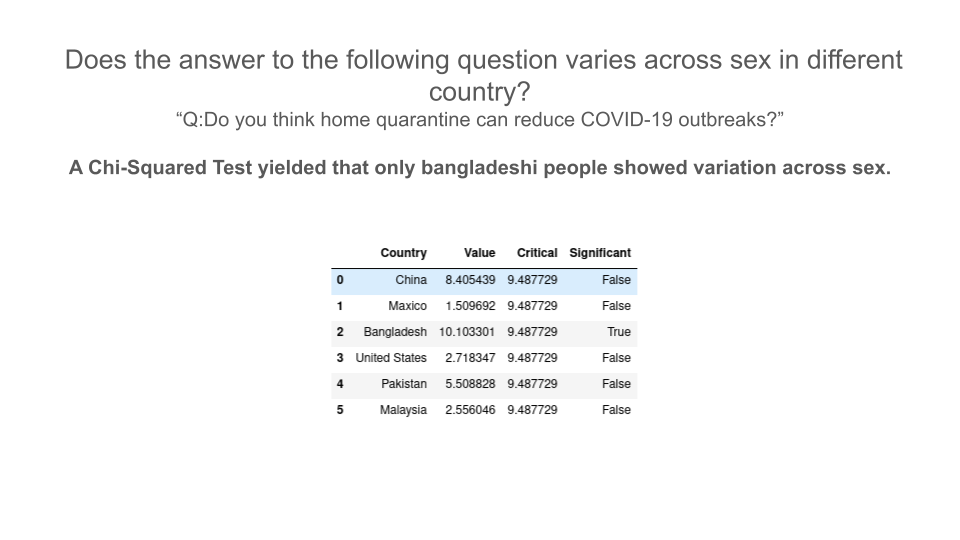 Does the answer to the following question varies across sex in different
country?
“Q:Do you think home quarantine can reduce COVID-19 outbreaks?”
A Chi-Squared Test yielded that only bangladeshi people showed variation across sex.
Country Value Critical Significant
0 China 8.405439 9.487729 False
1 Maxico 1.509692 9.487729 False
2 Bangladesh 10.103301 9.487729 True
3 United States 2.718347 9.487729 False
4 Pakistan 5.508828 9.487729 False
5 Malaysia 2.556046 9.487729 False